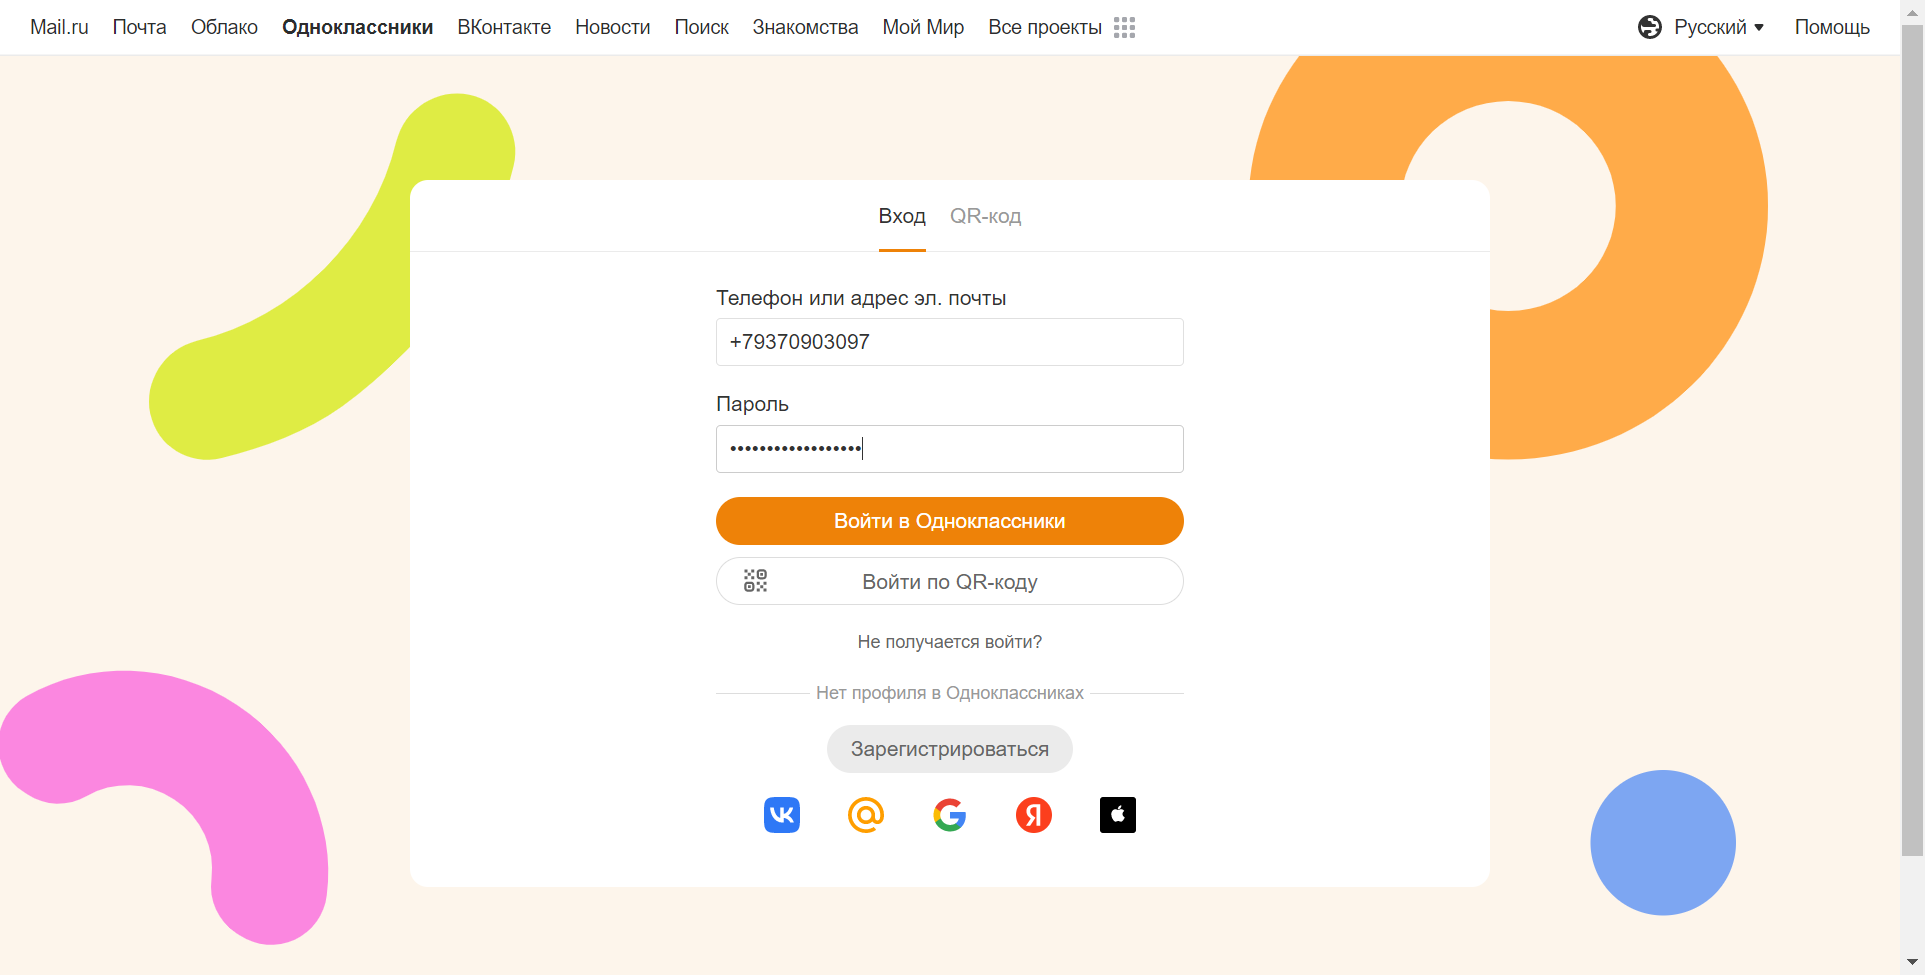 Mail.ru Почта Облако Одноклассники ВКонтакте Новости Поиск Знакомства Мой Мир Все проекты Русский Помощь
Вход QR-код
Телефон или адрес эл. почты
+79370903097
Пароль
••••••••••••••••••
Войти в Одноклассники
Войти по QR-коду
Не получается войти?
Нет профиля в Одноклассниках
Зарегистрироваться